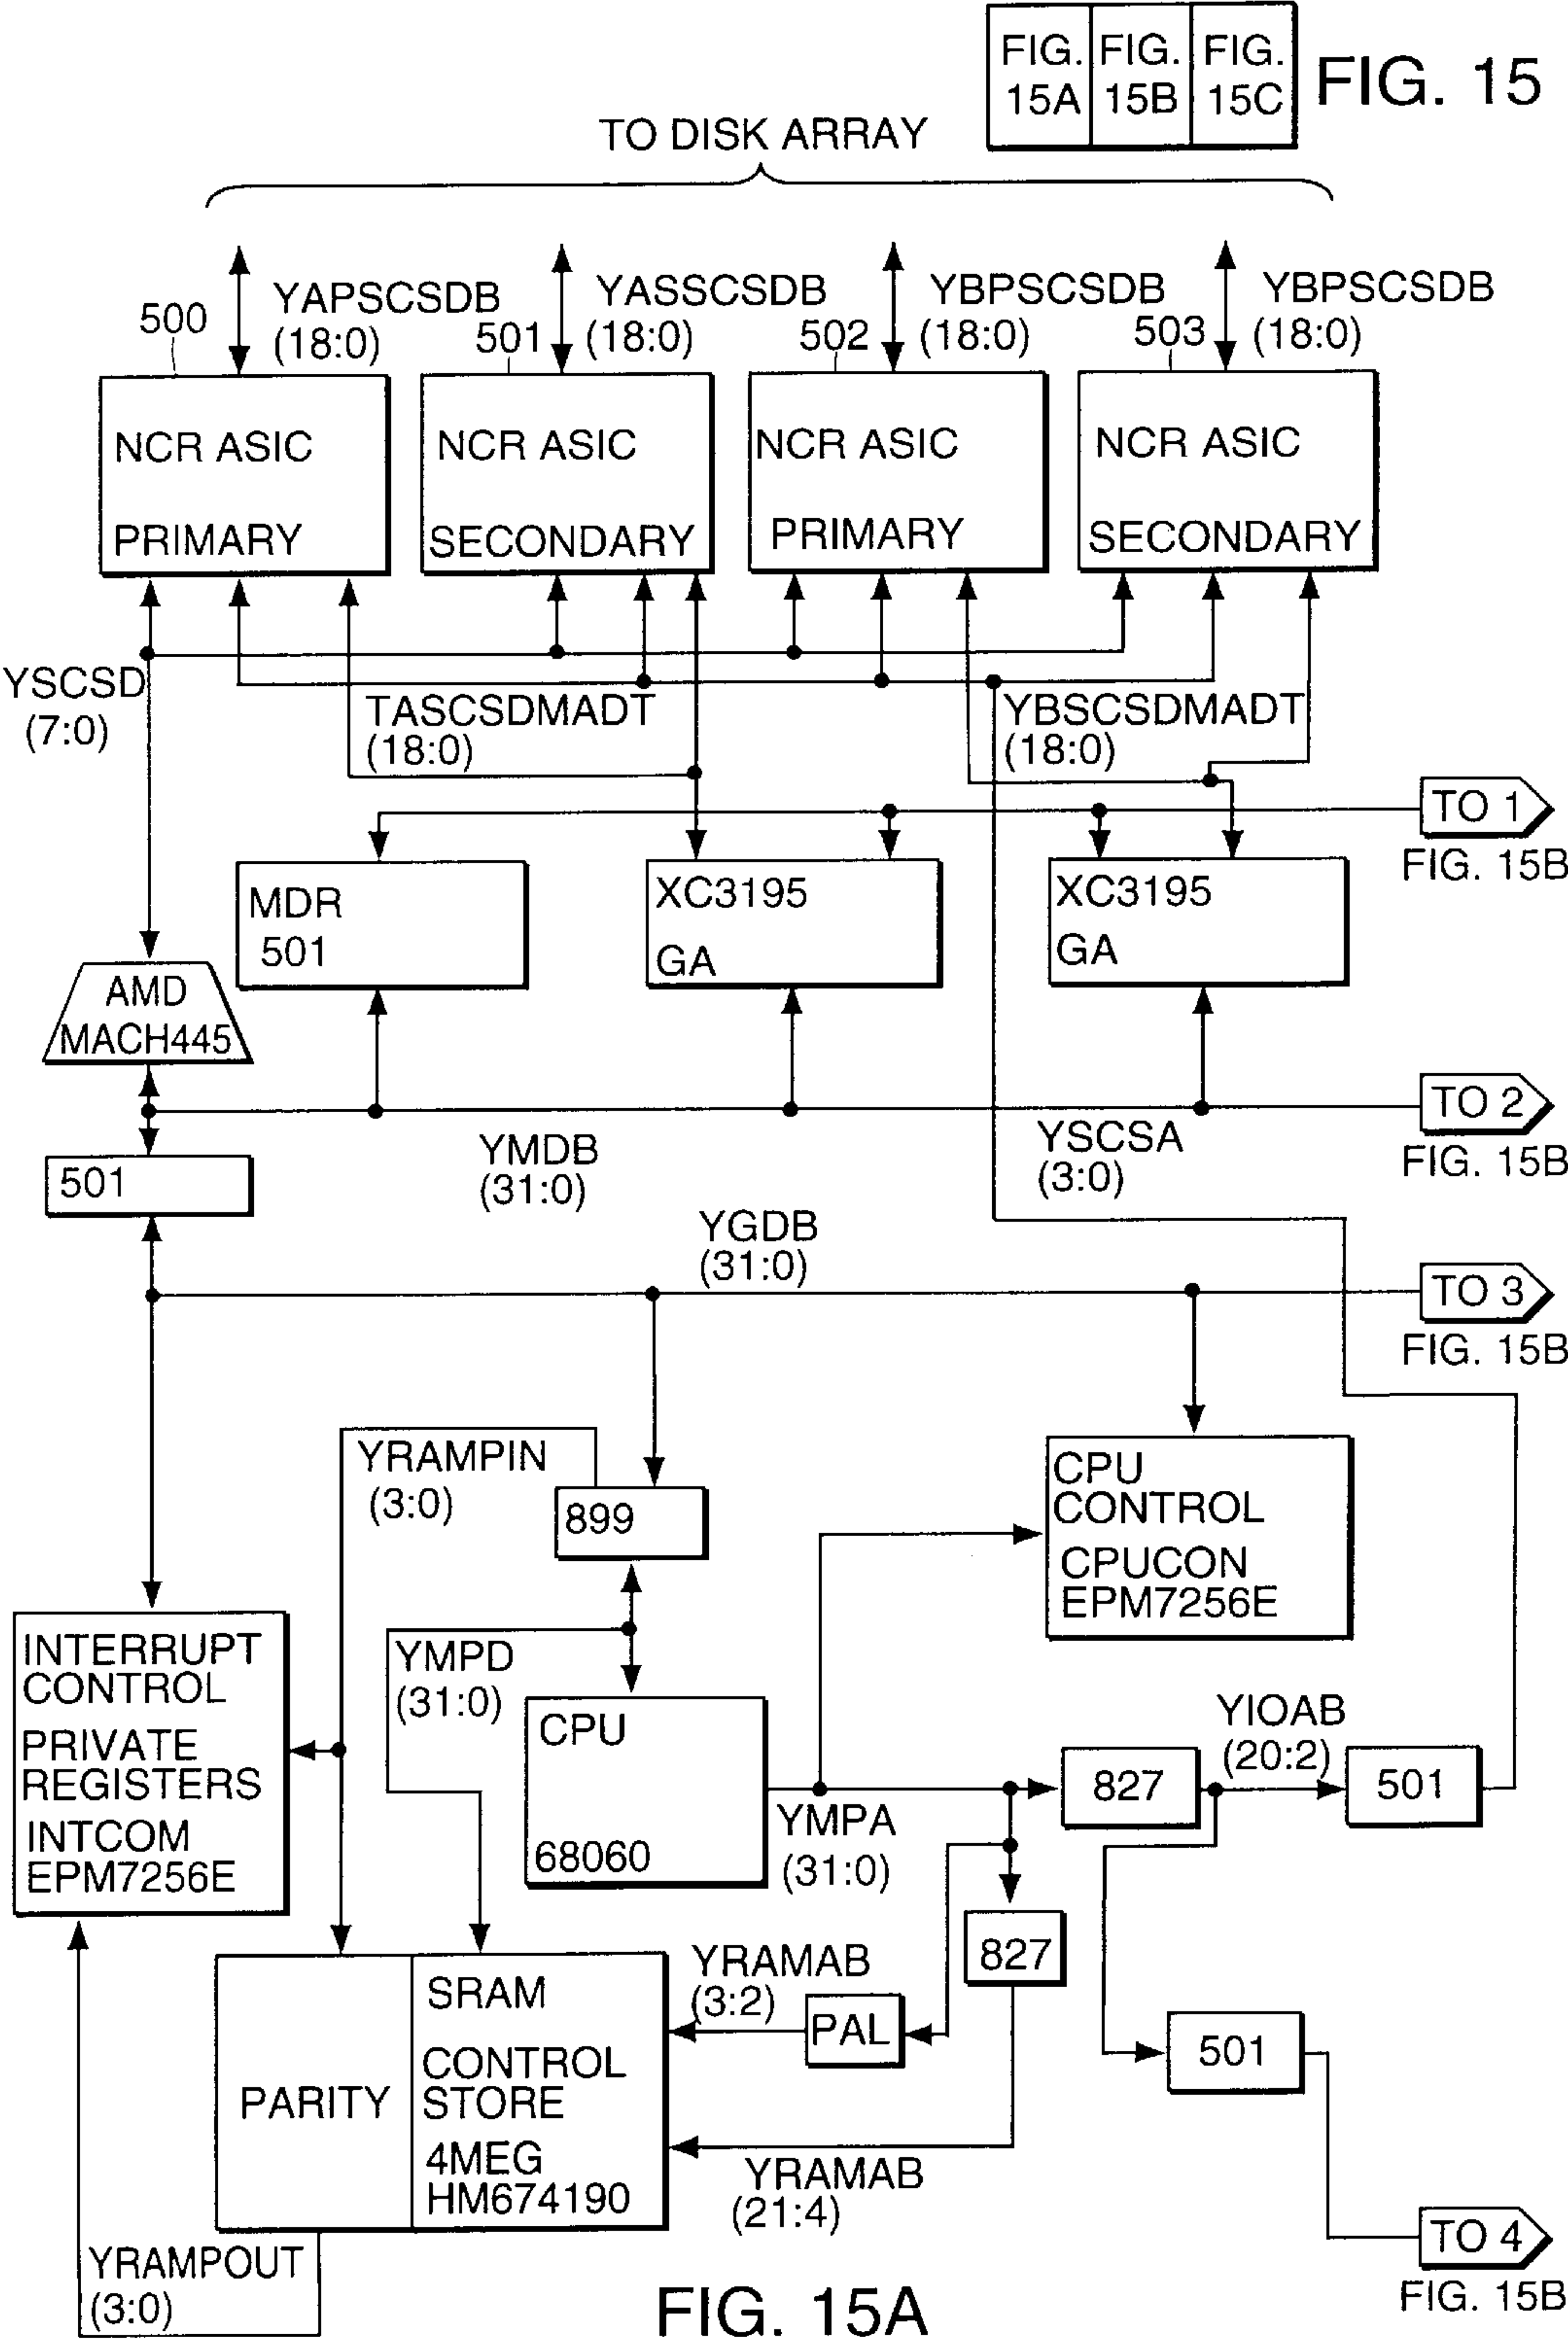 FIG. 15A
FIG. 15B
FIG. 15C
FIG. 15
TO DISK ARRAY
500
YAPSCSDB
(18:0)
501
YASSCSDB
(18:0)
502
YBPSCSDB
(18:0)
503
YBPSCSDB
(18:0)
NCR ASIC
PRIMARY
NCR ASIC
SECONDARY
NCR ASIC
PRIMARY
NCR ASIC
SECONDARY
YSCSD
(7:0)
TASCSDMADT
(18:0)
YBSCSDMADT
(18:0)
TO 1
FIG. 15B
MDR
501
XC3195
GA
XC3195
GA
AMD
MACH445
TO 2
FIG. 15B
YMDB
(31:0)
YSCSA
(3:0)
501
YGDB
(31:0)
TO 3
FIG. 15B
YRAMPIN
(3:0)
899
CPU
CONTROL
CPUCON
EPM7256E
INTERRUPT
CONTROL
PRIVATE
REGISTERS
INTCOM
EPM7256E
YMPD
(31:0)
CPU
68060
YMPA
(31:0)
827
YIOAB
(20:2)
501
827
YRAMAB
(3:2)
PAL
501
PARITY
SRAM
CONTROL
STORE
4MEG
HM674190
YRAMAB
(21:4)
TO 4
FIG. 15B
YRAMPOUT
(3:0)
FIG. 15A